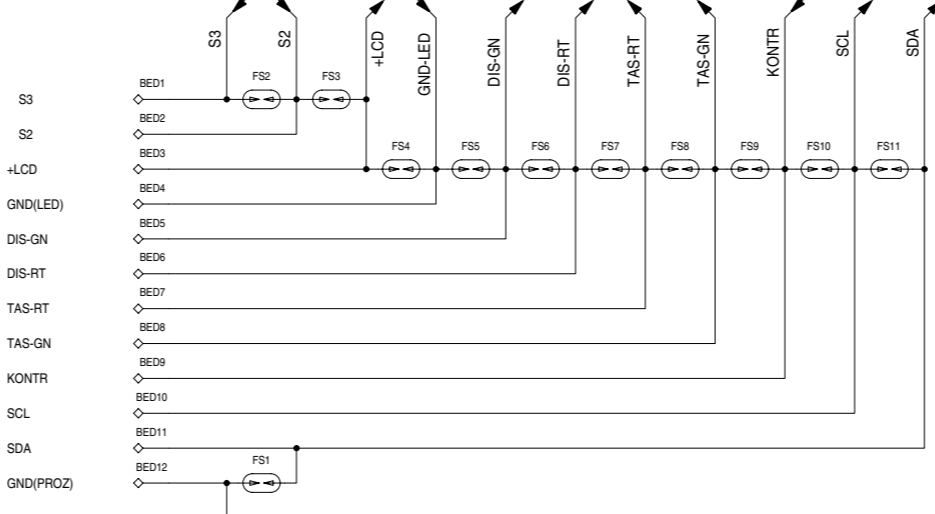 S3
S2
+LCD
GND-LED
DIS-GN
DIS-RT
TAS-RT
TAS-GN
KONTR
SCL
SDA
FS2
FS3
BED1
S3
BED2
S2
FS4
FS5
FS6
FS7
FS8
FS9
FS10
FS11
BED3
+LCD
BED4
GND(LED)
BED5
DIS-GN
BED6
DIS-RT
BED7
TAS-RT
BED8
TAS-GN
BED9
KONTR
BED10
SCL
BED11
SDA
FS1
BED12
GND(PROZ)